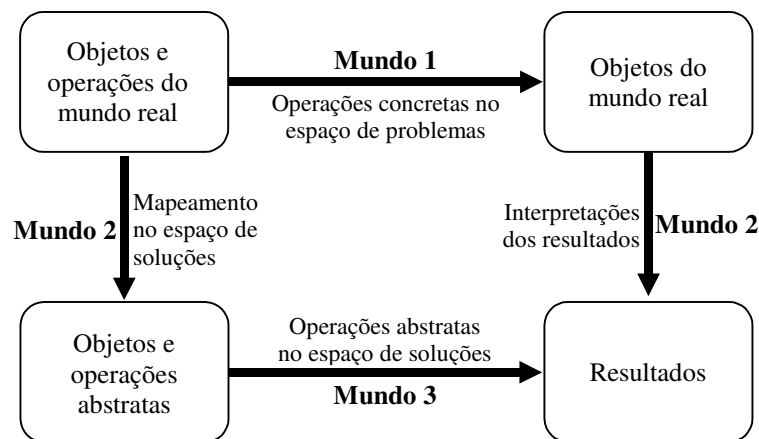 Objetos e
operações do
mundo real
Mundo 1
Operações concretas no
espaço de problemas
Objetos do
mundo real
Mundo 2
Mapeamento
no espaço de
soluções
Interpretações
dos resultados
Mundo 2
Objetos e
operações
abstratas
Operações abstratas
no espaço de soluções
Mundo 3
Resultados